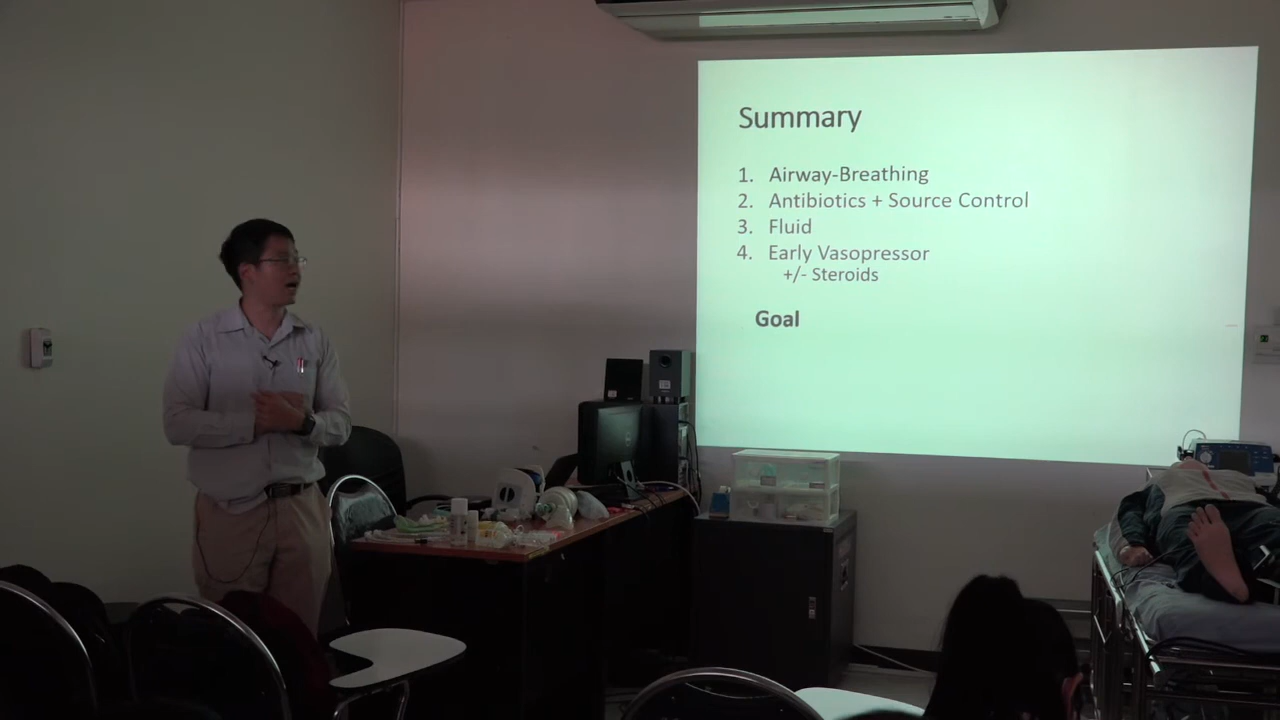 Summary
1. Airway-Breathing
2. Antibiotics + Source Control
3. Fluid
4. Early Vasopressor
+/- Steroids
Goal